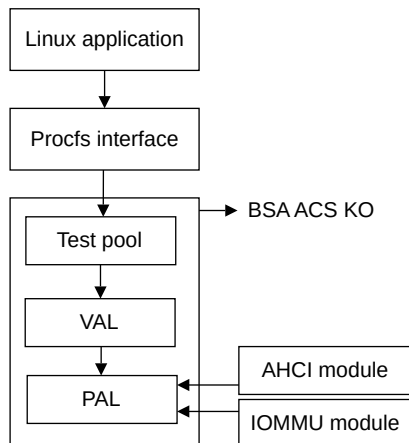 Linux application
Procfs interface
BSA ACS KO
Test pool
VAL
AHCI module
PAL
IOMMU module